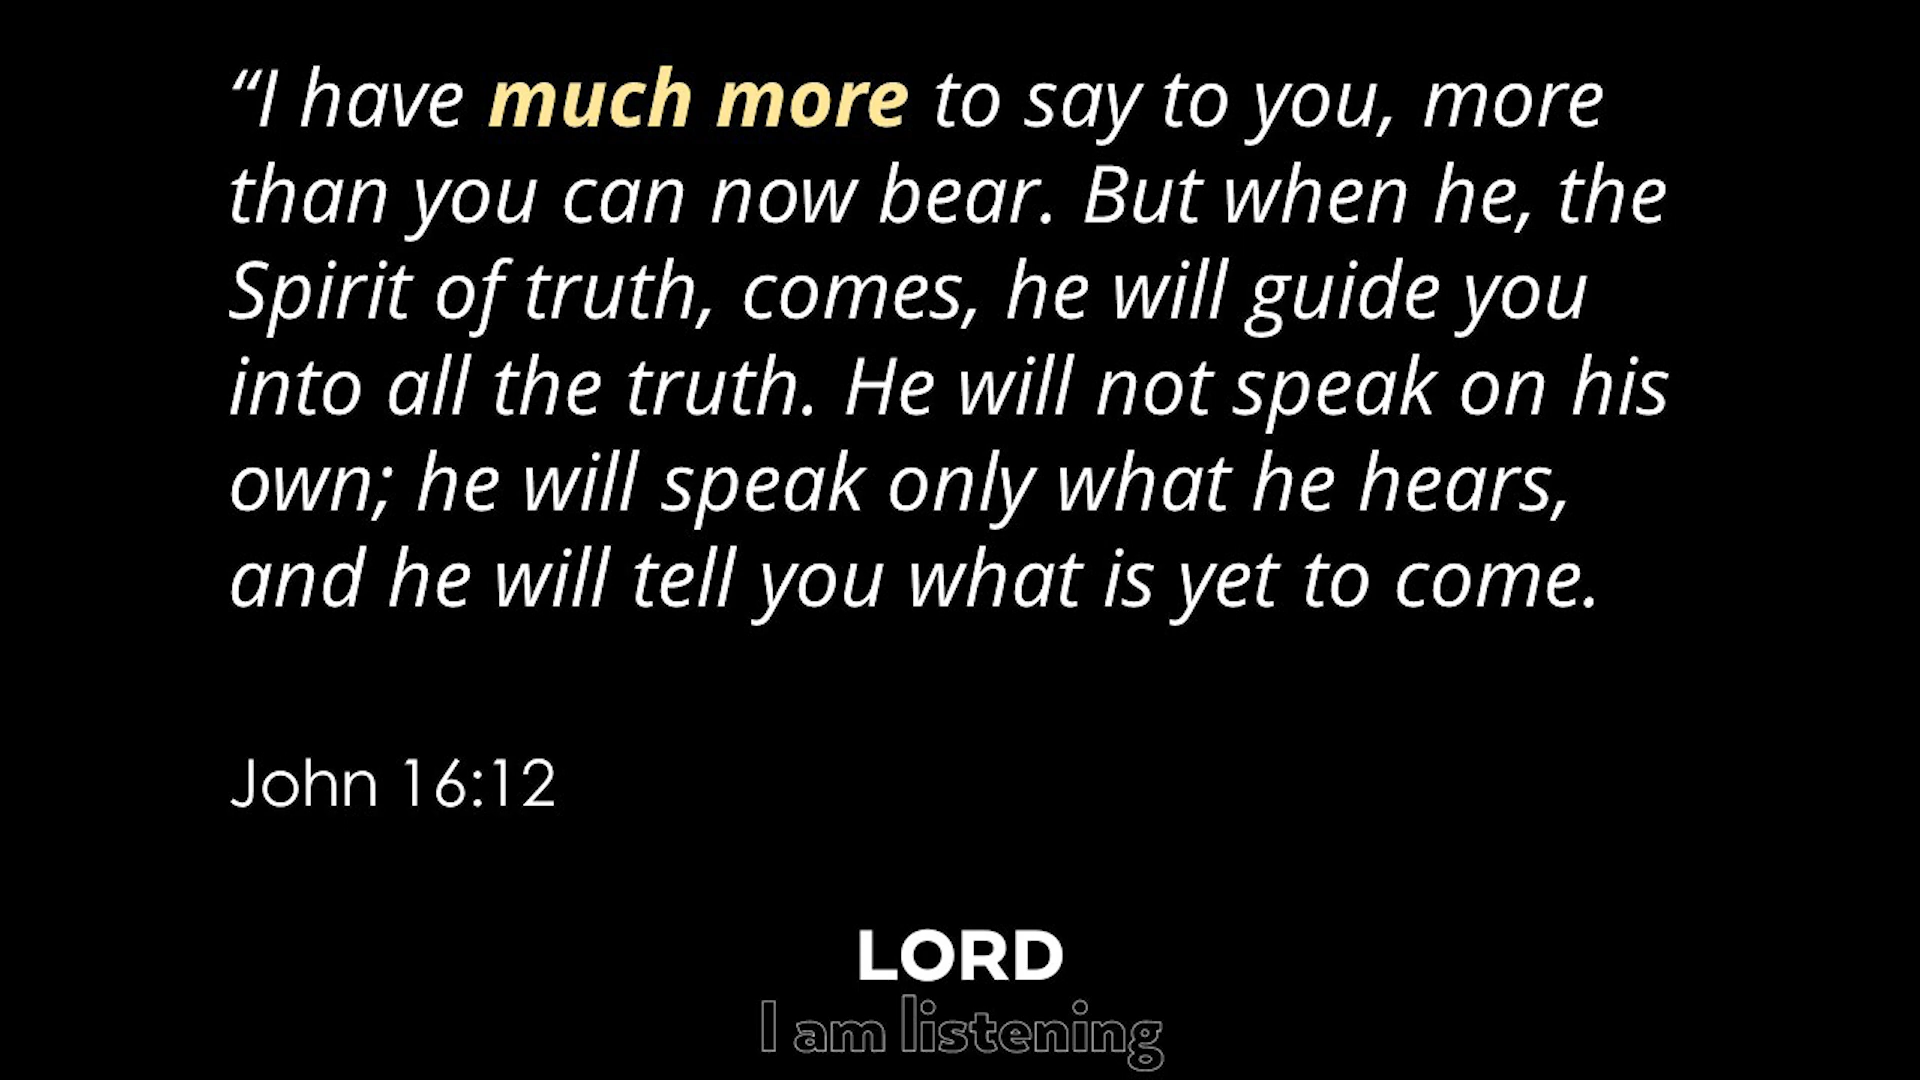 “I have much more to say to you, more
than you can now bear. But when he, the
Spirit of truth, comes, he will guide you
into all the truth. He will not speak on his
own; he will speak only what he hears,
and he will tell you what is yet to come.
John 16:12
LORD
I am listening